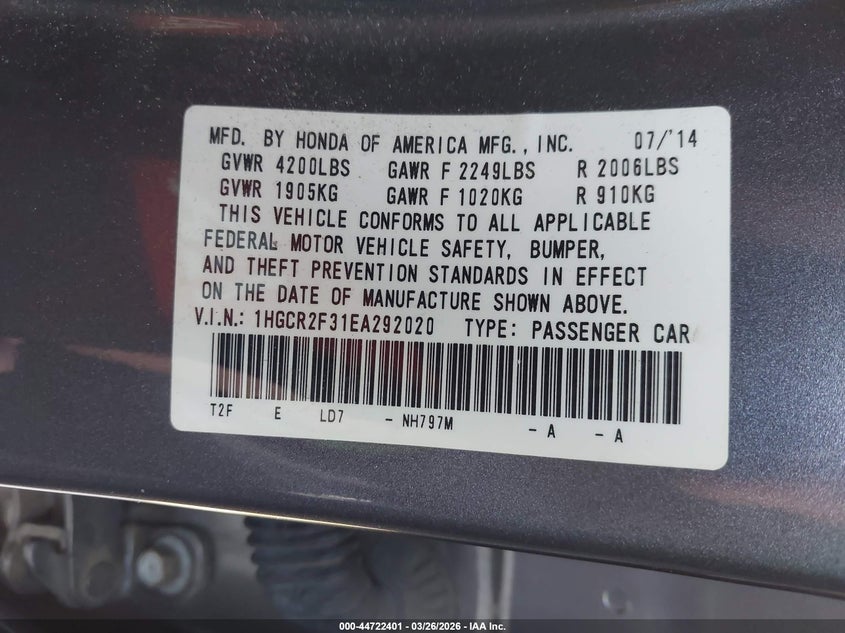 MFD. BY HONDA OF AMERICA MFG., INC. 07/'14
GVWR 4200LBS GAWR F 2249LBS R 2006LBS
GVWR 1905KG GAWR F 1020KG R 910KG
THIS VEHICLE CONFORMS TO ALL APPLICABLE
FEDERAL MOTOR VEHICLE SAFETY, BUMPER,
AND THEFT PREVENTION STANDARDS IN EFFECT
ON THE DATE OF MANUFACTURE SHOWN ABOVE.
V.I.N.: 1HGCR2F31EA292020 TYPE: PASSENGER CAR
T2F E LD7 - NH797M - A - A
000-44722401 - 03/26/2026 - IAA Inc.